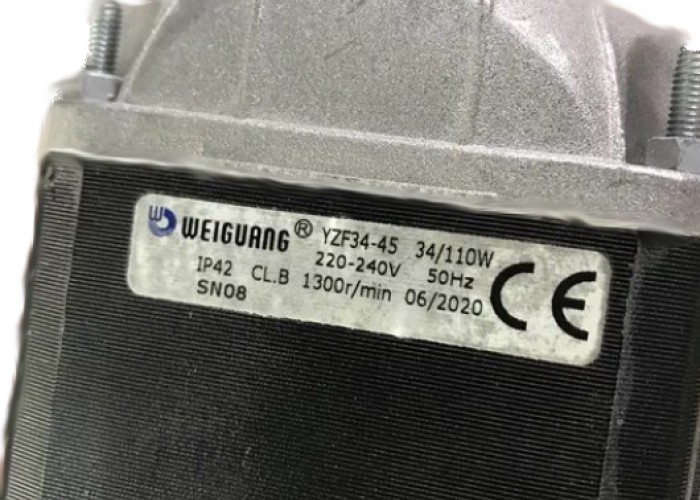 WEIGUANG® YZF34-45 34/110W
220-240V 50Hz
IP42 CL.B 1300r/min 06/2020
SN08
CE